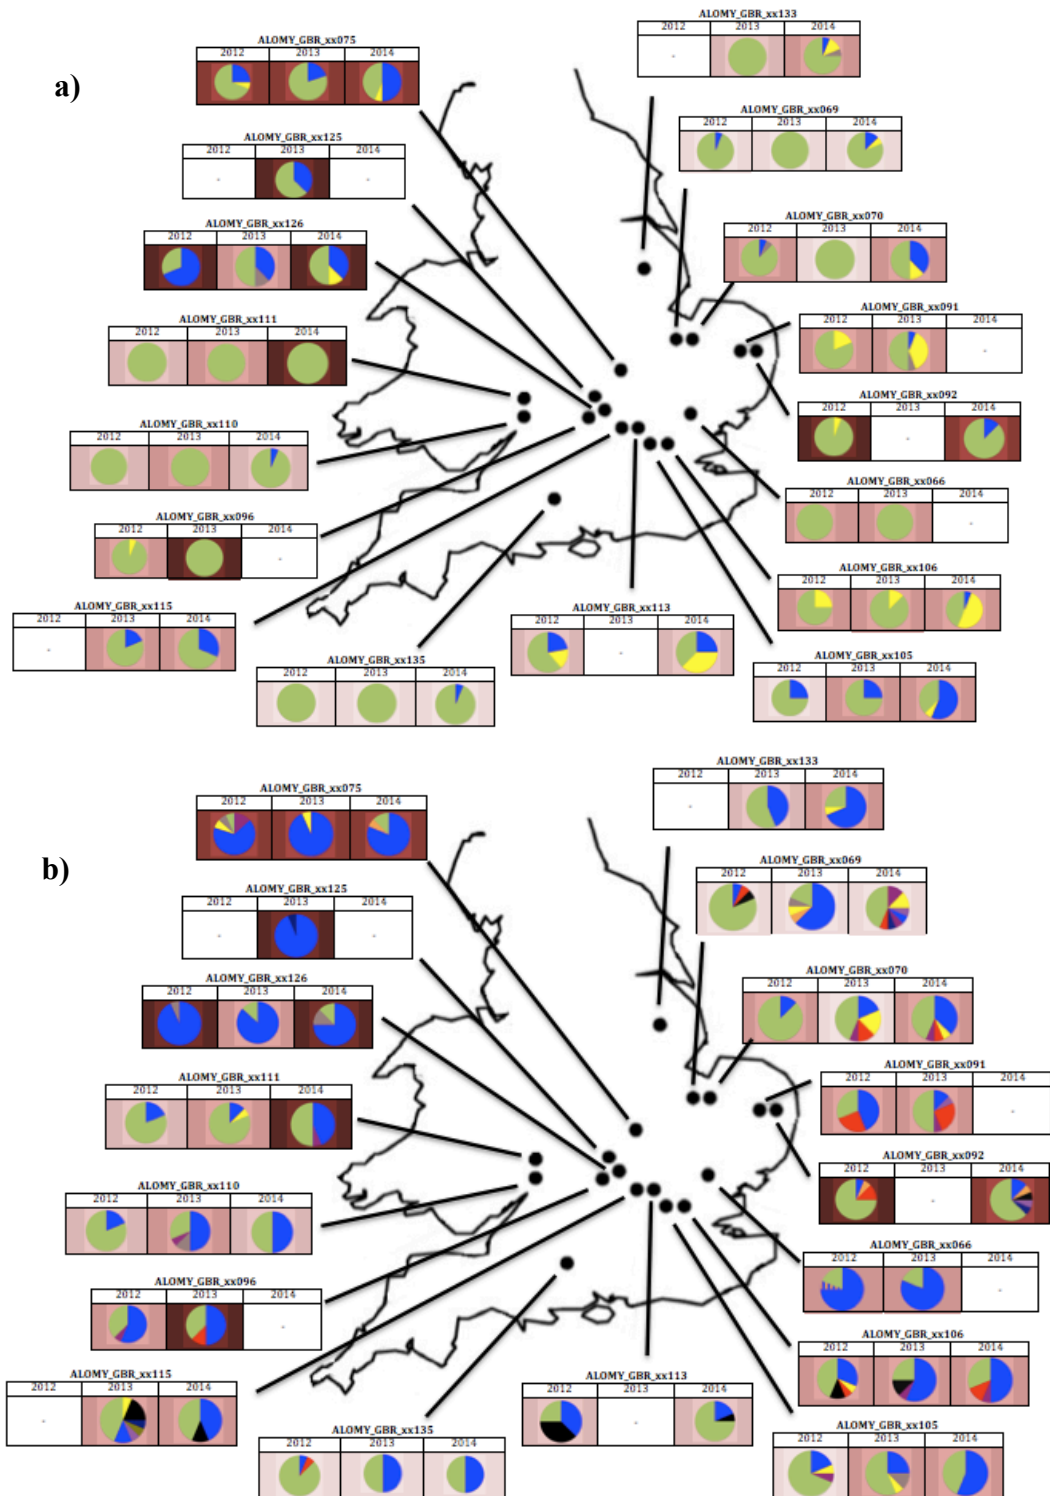 a)
ALOMY_GBR_xx133
2012 2013 2014
-
ALOMY_GBR_xx075
2012 2013 2014
ALOMY_GBR_xx069
2012 2013 2014
ALOMY_GBR_xx125
2012 2013 2014
- -
ALOMY_GBR_xx070
2012 2013 2014
ALOMY_GBR_xx126
2012 2013 2014
ALOMY_GBR_xx091
2012 2013 2014
-
ALOMY_GBR_xx111
2012 2013 2014
ALOMY_GBR_xx092
2012 2013 2014
-
ALOMY_GBR_xx110
2012 2013 2014
ALOMY_GBR_xx066
2012 2013 2014
-
ALOMY_GBR_xx096
2012 2013 2014
-
ALOMY_GBR_xx106
2012 2013 2014
ALOMY_GBR_xx115
2012 2013 2014
-
ALOMY_GBR_xx113
2012 2013 2014
-
ALOMY_GBR_xx135
2012 2013 2014
ALOMY_GBR_xx105
2012 2013 2014
b)
ALOMY_GBR_xx133
2012 2013 2014
-
ALOMY_GBR_xx075
2012 2013 2014
ALOMY_GBR_xx069
2012 2013 2014
ALOMY_GBR_xx125
2012 2013 2014
- -
ALOMY_GBR_xx070
2012 2013 2014
ALOMY_GBR_xx126
2012 2013 2014
ALOMY_GBR_xx091
2012 2013 2014
-
ALOMY_GBR_xx111
2012 2013 2014
ALOMY_GBR_xx092
2012 2013 2014
-
ALOMY_GBR_xx110
2012 2013 2014
ALOMY_GBR_xx066
2012 2013 2014
-
ALOMY_GBR_xx096
2012 2013 2014
-
ALOMY_GBR_xx106
2012 2013 2014
ALOMY_GBR_xx115
2012 2013 2014
-
ALOMY_GBR_xx113
2012 2013 2014
-
ALOMY_GBR_xx135
2012 2013 2014
ALOMY_GBR_xx105
2012 2013 2014